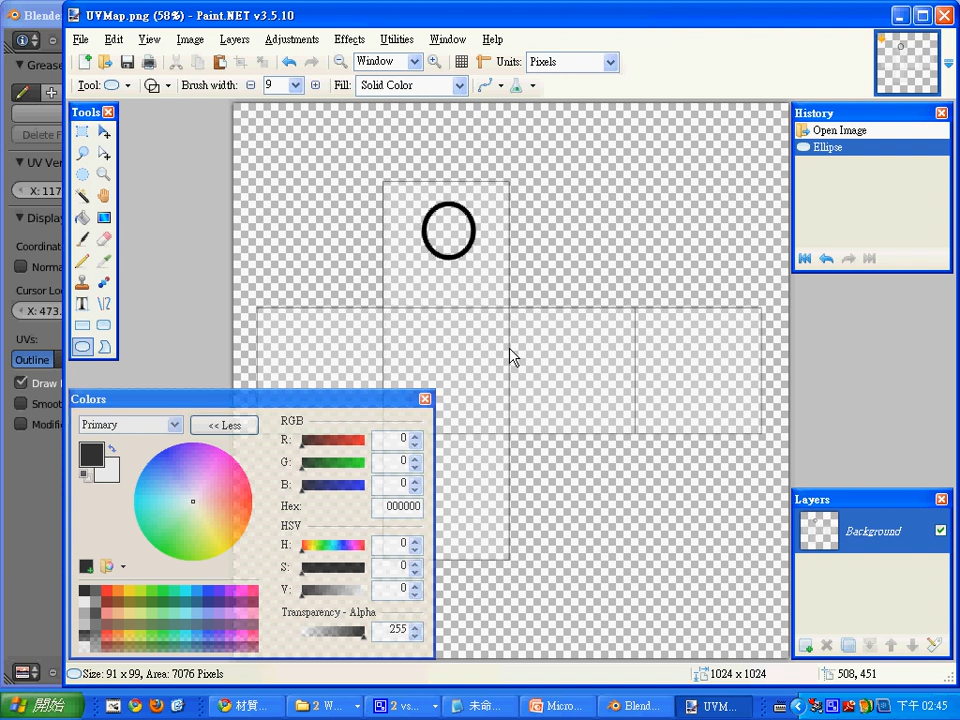 Blende
UVMap.png (58%) - Paint.NET v3.5.10
File Edit View Image Layers Adjustments Effects Utilities Window Help
Window Units: Pixels
Tool: Brush width: 9 Fill: Solid Color
Grease
Delete F
UV Ver
X: 117
Display
Coordinat
Norma
Cursor Loc
X: 473.
UVs:
Outline
Draw
Smoot
Modifi
Tools
History
Open Image
Ellipse
Colors
Primary
<< Less
RGB
R: 0
G: 0
B: 0
Hex: 000000
HSV
H: 0
S: 0
V: 0
Transparency - Alpha
255
Layers
Background
Size: 91 x 99, Area: 7076 Pixels
1024 x 1024
508, 451
開始
材質...
2 W...
2 vs...
未命...
Micro...
Blend...
UVM...
下午 02:45